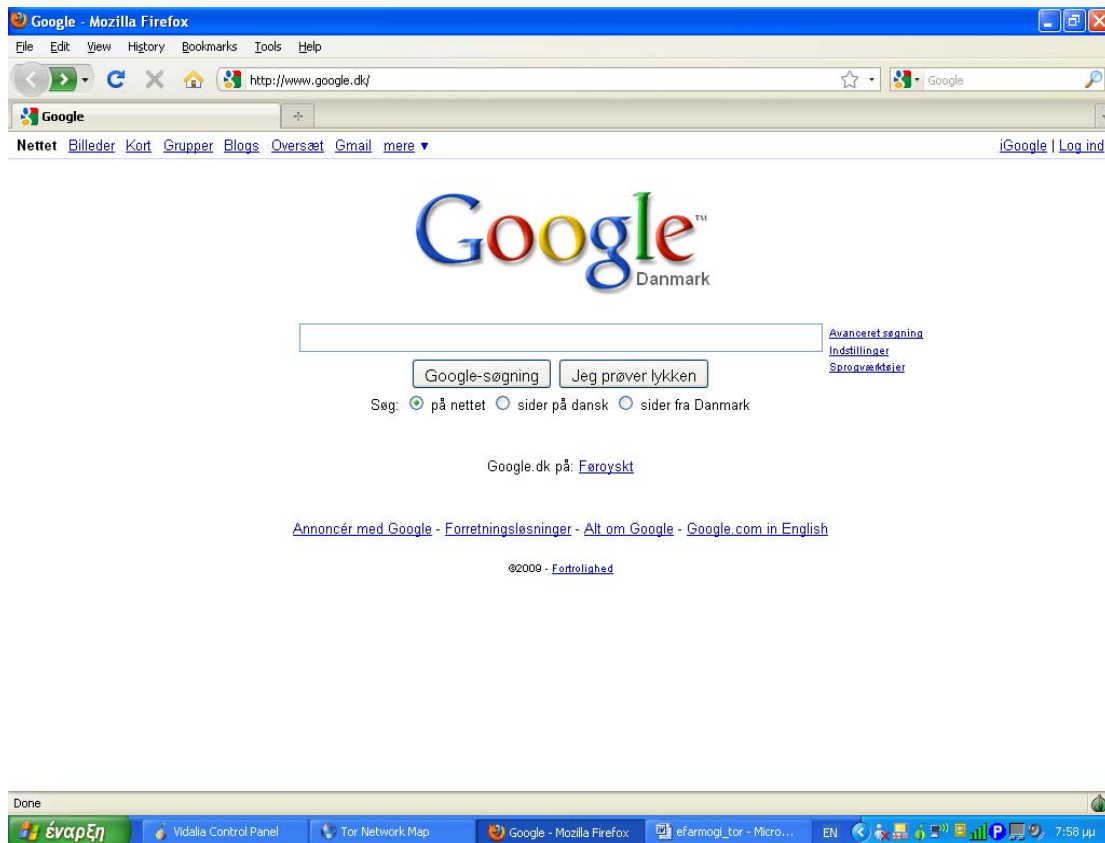 Google - Mozilla Firefox
File Edit View History Bookmarks Tools Help
http://www.google.dk/ Google
Google
Nettet Billeder Kort Grupper Blogs Oversæt Gmail mere ▼ iGoogle | Log ind
Google™
Danmark
Avanceret søgning
Indstillinger
Sprogværktøjer
Google-søgning Jeg prøver lykken
Søg: på nettet sider på dansk sider fra Danmark
Google.dk på: Føroyskt
Annoncér med Google - Forretningsløsninger - Alt om Google - Google.com in English
©2009 - Fortrolighed
Done
έναρξη Vidalia Control Panel Tor Network Map Google - Mozilla Firefox efarmogi_tor - Micro... EN P 7:58 μμ